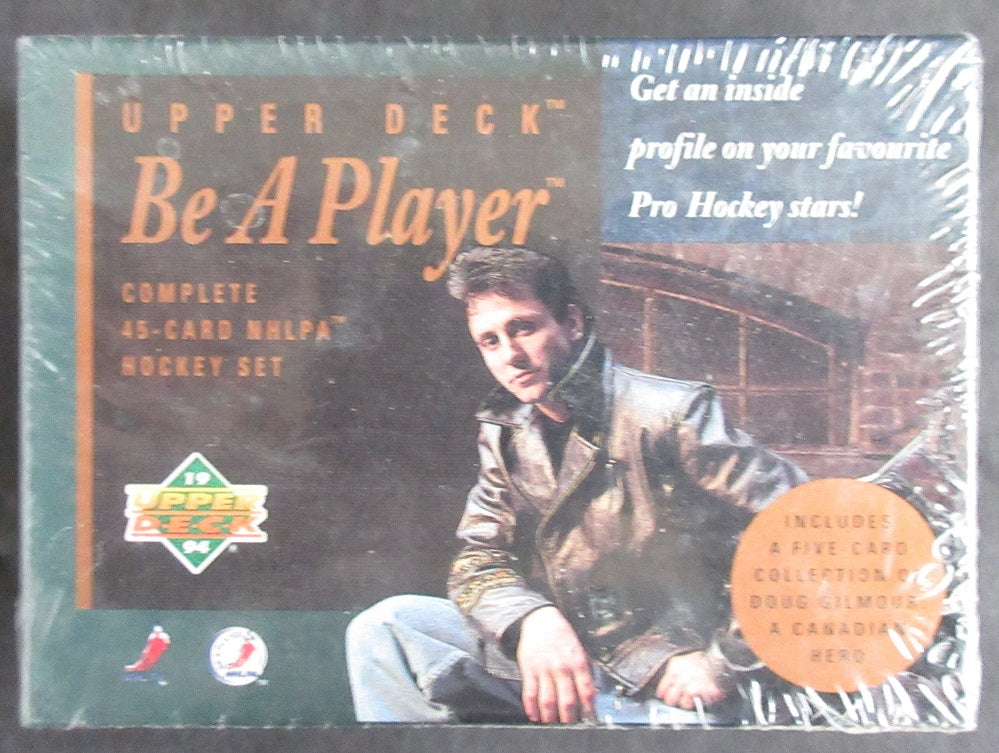 UPPER DECK™
Be A Player™
COMPLETE
45-CARD NHLPA™
HOCKEY SET
Get an inside
profile on your favourite
Pro Hockey stars!
19
UPPER
DECK
94
INCLUDES
A FIVE CARD
COLLECTION OF
DOUG GILMOUR
A CANADIAN
HERO